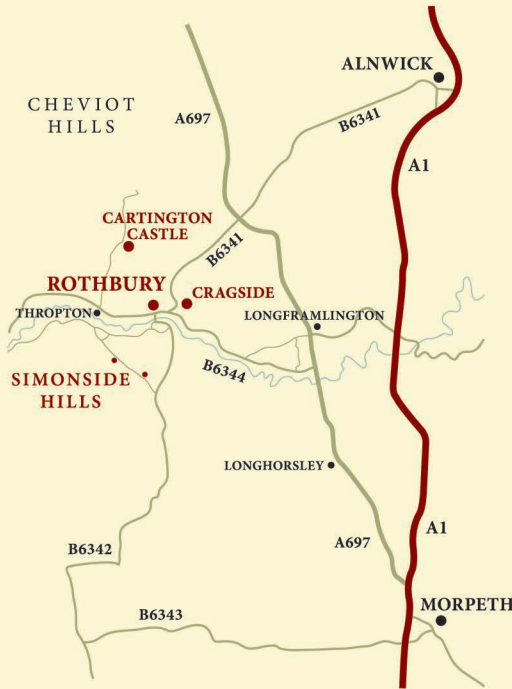 ALNWICK
CHEVIOT
HILLS
A697
B6341
A1
CARTINGTON
CASTLE
B6341
ROTHBURY
CRAGSIDE
THROPTON
LONGFRAMLINGTON
SIMONSIDE
HILLS
B6344
LONGHORSLEY
A1
A697
B6342
MORPETH
B6343